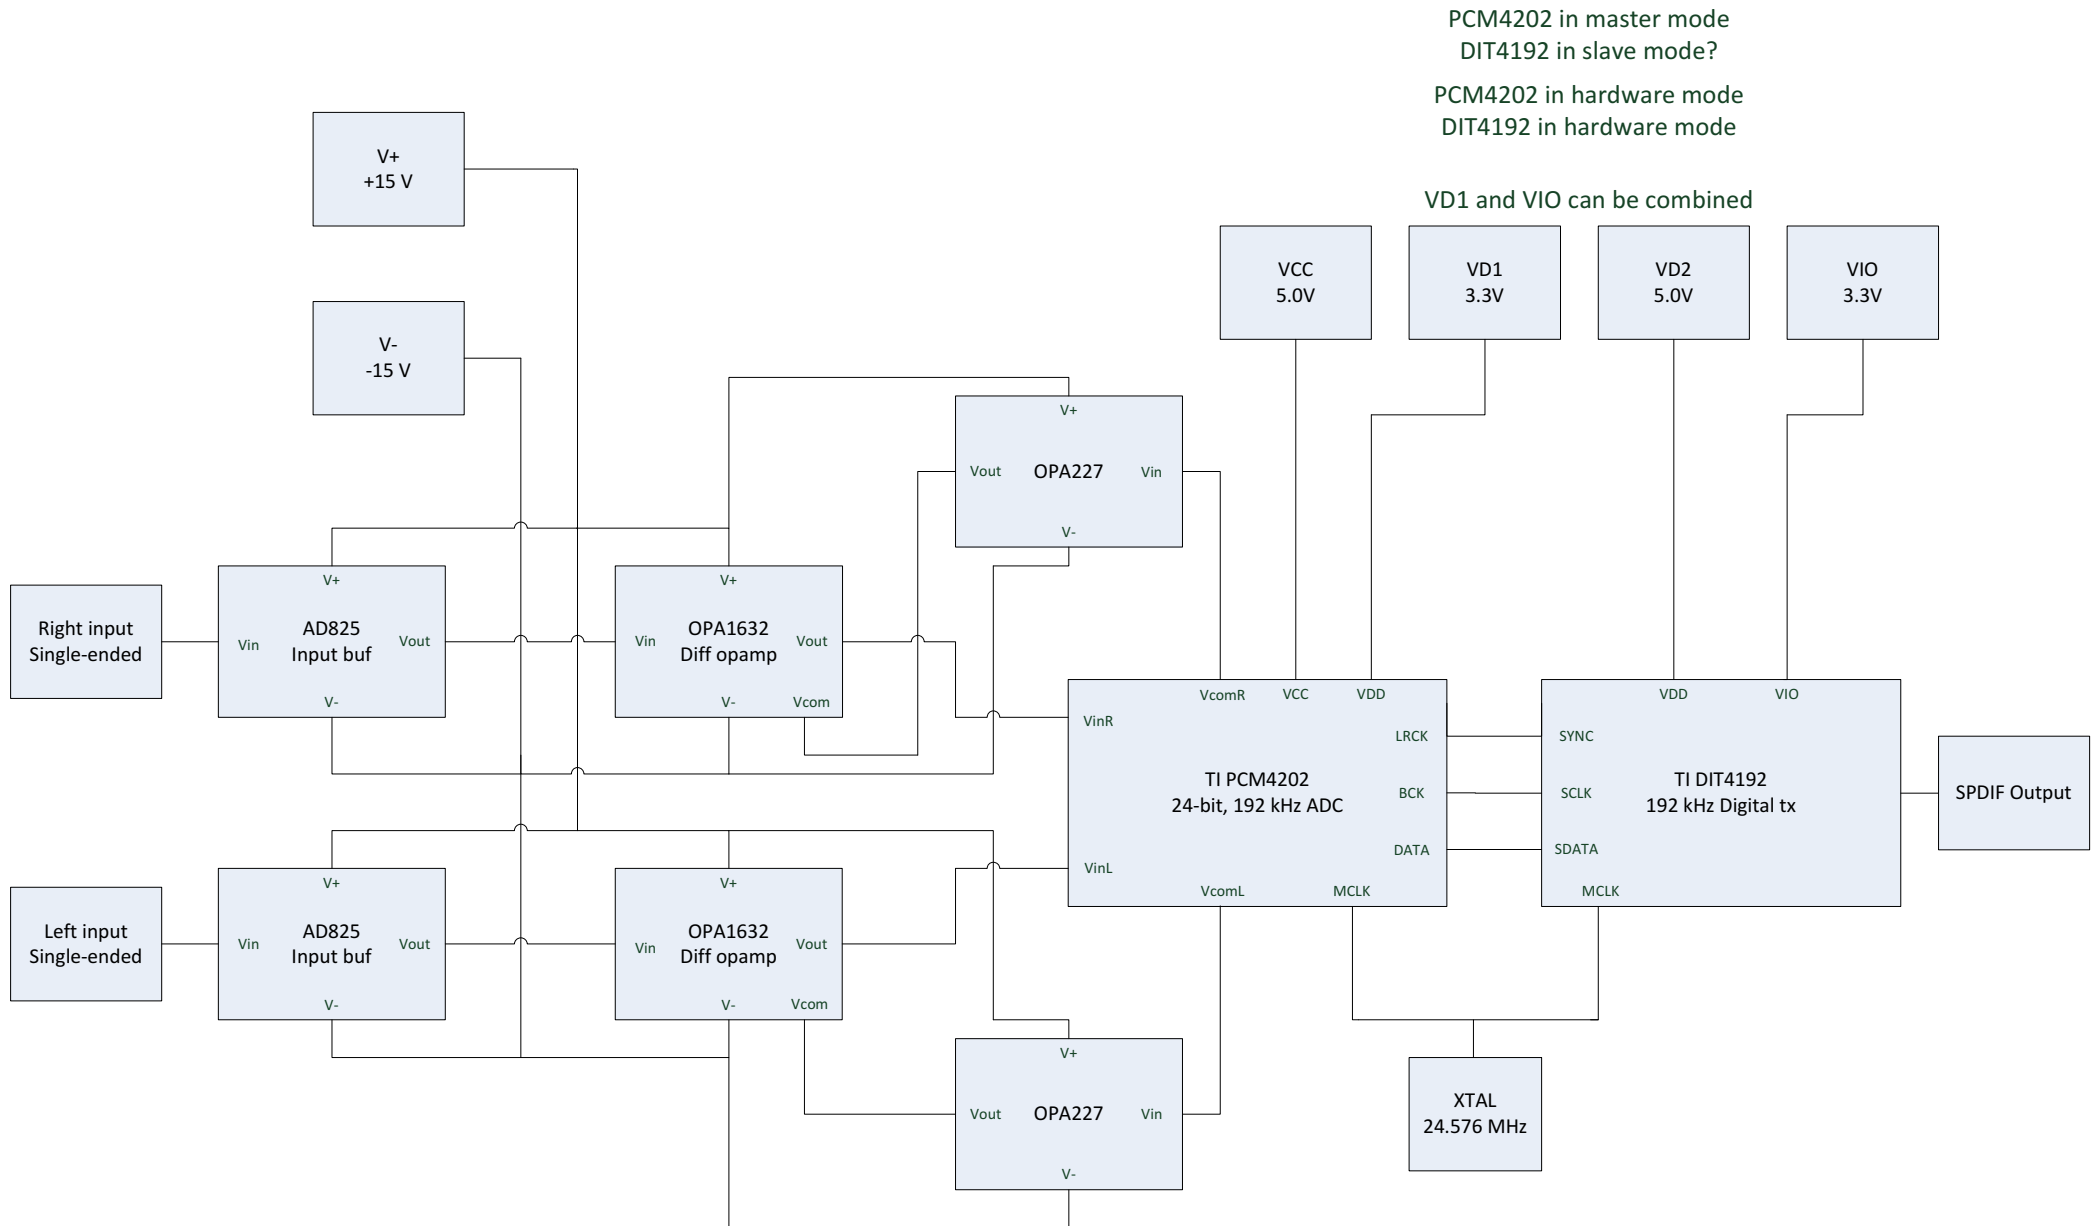 PCM4202 in master mode
DIT4192 in slave mode?
PCM4202 in hardware mode
DIT4192 in hardware mode
VD1 and VIO can be combined
V+
+15 V
V-
-15 V
VCC
5.0V
VD1
3.3V
VD2
5.0V
VIO
3.3V
V+
Vout
OPA227
Vin
V-
Right input
Single-ended
V+
Vin
AD825
Input buf
Vout
V-
V+
Vin
OPA1632
Diff opamp
Vout
V-
Vcom
VcomR
VCC
VDD
VinR
LRCK
TI PCM4202
24-bit, 192 kHz ADC
BCK
DATA
VinL
VcomL
MCLK
VDD
VIO
SYNC
TI DIT4192
192 kHz Digital tx
SCLK
SDATA
MCLK
SPDIF Output
Left input
Single-ended
V+
Vin
AD825
Input buf
Vout
V-
V+
Vin
OPA1632
Diff opamp
Vout
V-
Vcom
V+
Vout
OPA227
Vin
V-
XTAL
24.576 MHz